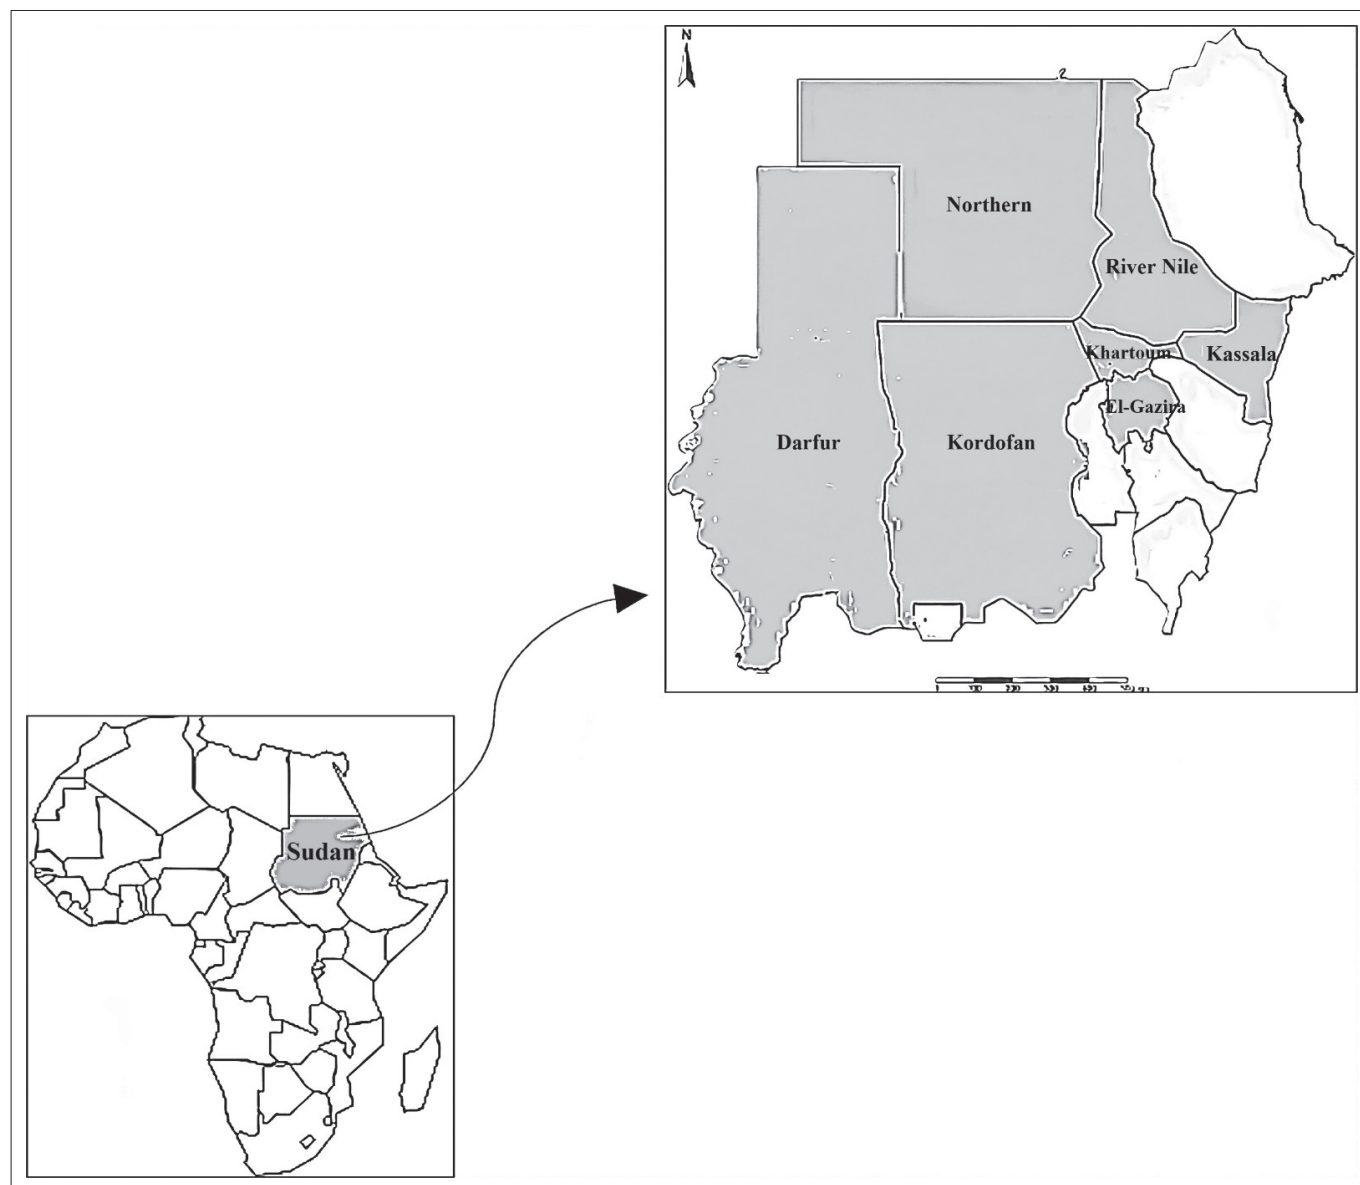 N
Northern
River Nile
Khartoum
Kassala
El-Gazira
Darfur
Kordofan
Sudan